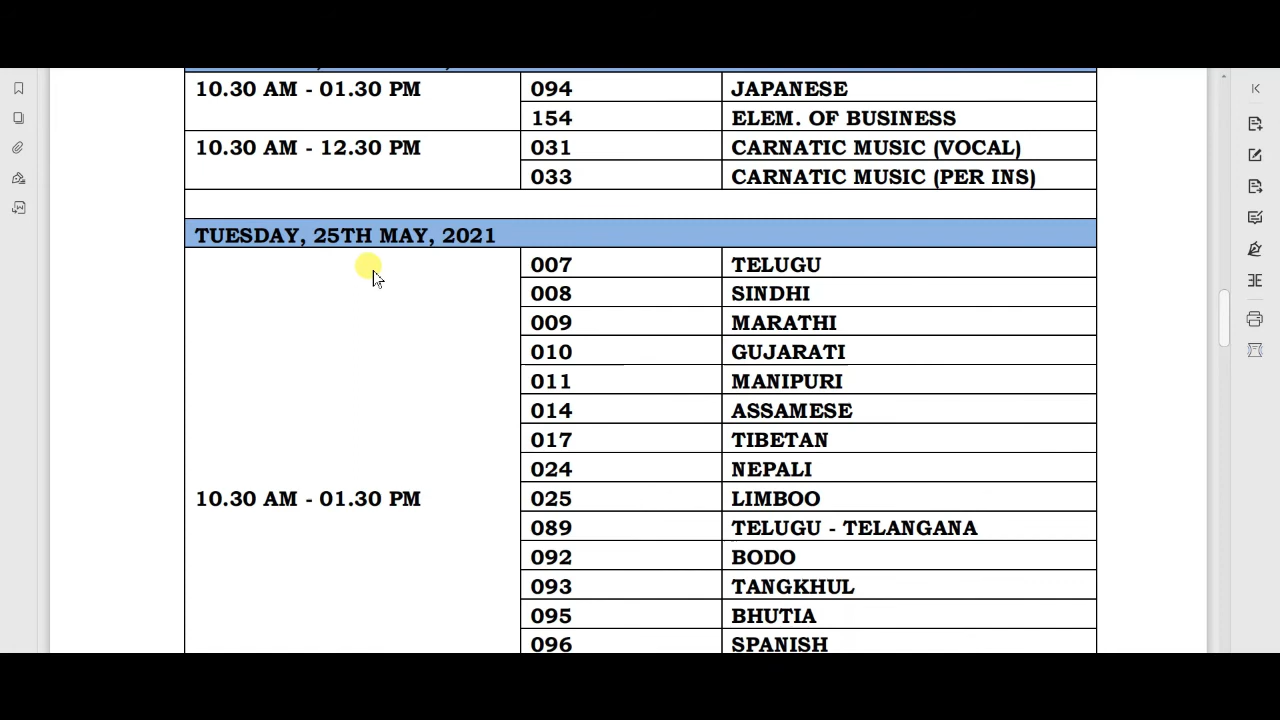 10.30 AM - 01.30 PM 094 JAPANESE
154 ELEM. OF BUSINESS
10.30 AM - 12.30 PM 031 CARNATIC MUSIC (VOCAL)
033 CARNATIC MUSIC (PER INS)
TUESDAY, 25TH MAY, 2021
007 TELUGU
008 SINDHI
009 MARATHI
010 GUJARATI
011 MANIPURI
014 ASSAMESE
017 TIBETAN
024 NEPALI
10.30 AM - 01.30 PM 025 LIMBOO
089 TELUGU - TELANGANA
092 BODO
093 TANGKHUL
095 BHUTIA
096 SPANISH